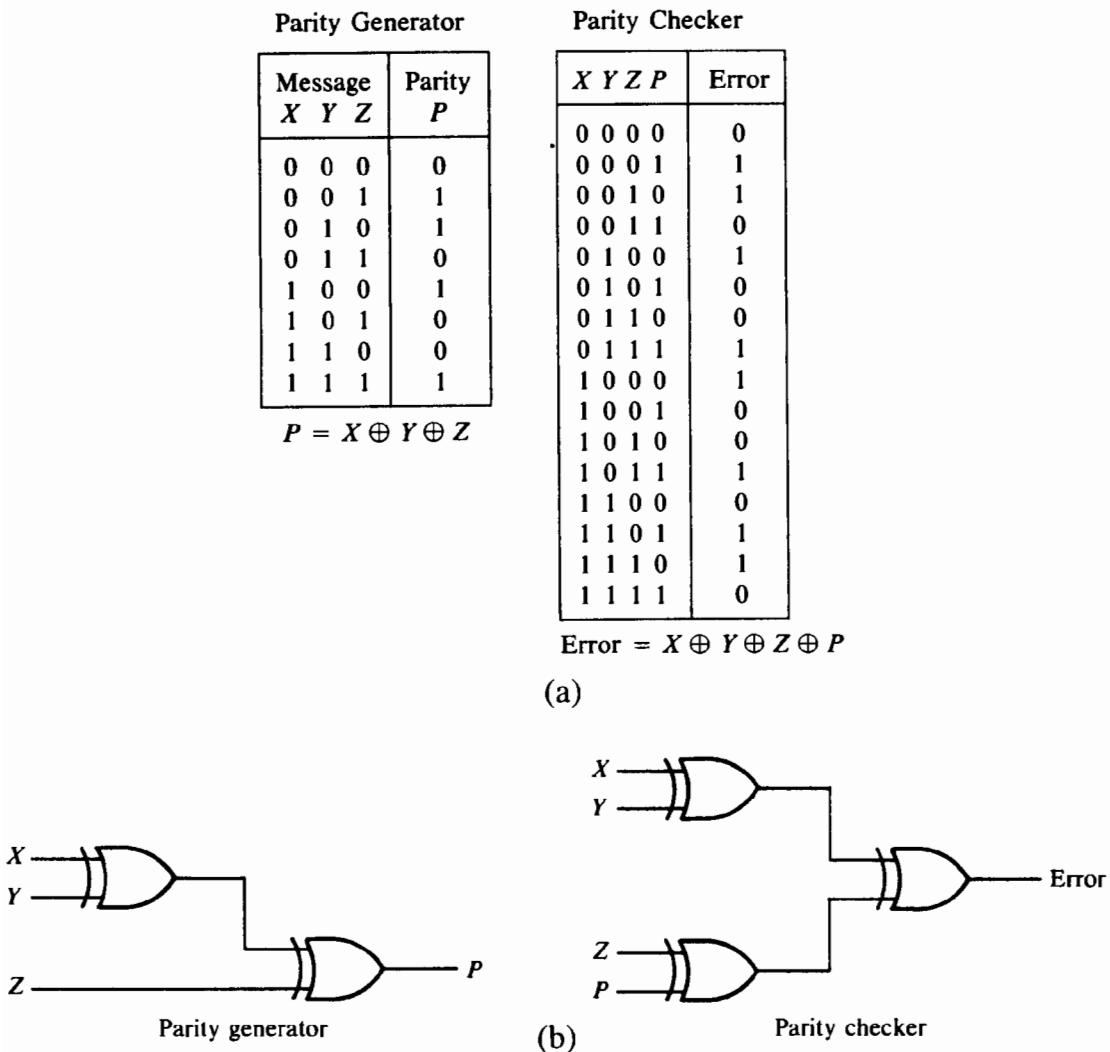 Parity Generator
Message Parity
X Y Z P
0 0 0 0
0 0 1 1
0 1 0 1
0 1 1 0
1 0 0 1
1 0 1 0
1 1 0 0
1 1 1 1
P = X ⊕ Y ⊕ Z
Parity Checker
X Y Z P Error
0 0 0 0 0
0 0 0 1 1
0 0 1 0 1
0 0 1 1 0
0 1 0 0 1
0 1 0 1 0
0 1 1 0 0
0 1 1 1 1
1 0 0 0 1
1 0 0 1 0
1 0 1 0 0
1 0 1 1 1
1 1 0 0 0
1 1 0 1 1
1 1 1 0 1
1 1 1 1 0
Error = X ⊕ Y ⊕ Z ⊕ P
(a)
X
Y
Z
P
Parity generator
X
Y
Z
P
Error
Parity checker
(b)